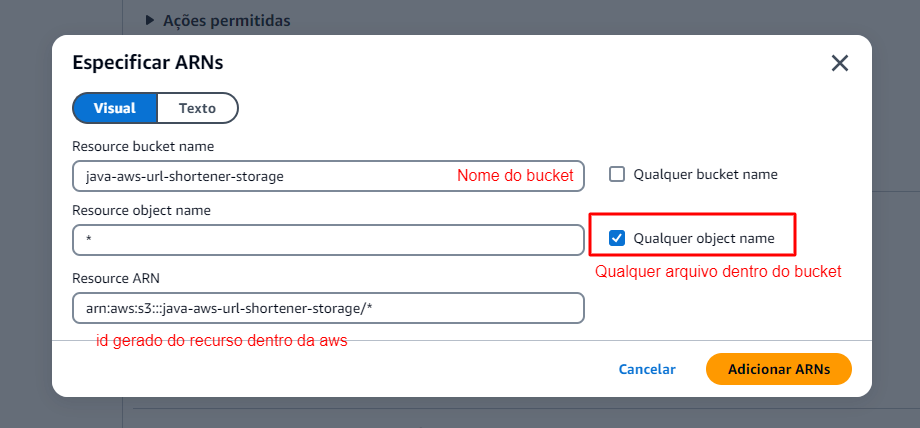 Ações permitidas
Especificar ARNs
Visual Texto
Resource bucket name
java-aws-url-shortener-storage Nome do bucket Qualquer bucket name
Resource object name
* Qualquer object name
Qualquer arquivo dentro do bucket
Resource ARN
arn:aws:s3:::java-aws-url-shortener-storage/*
id gerado do recurso dentro da aws
Cancelar Adicionar ARNs